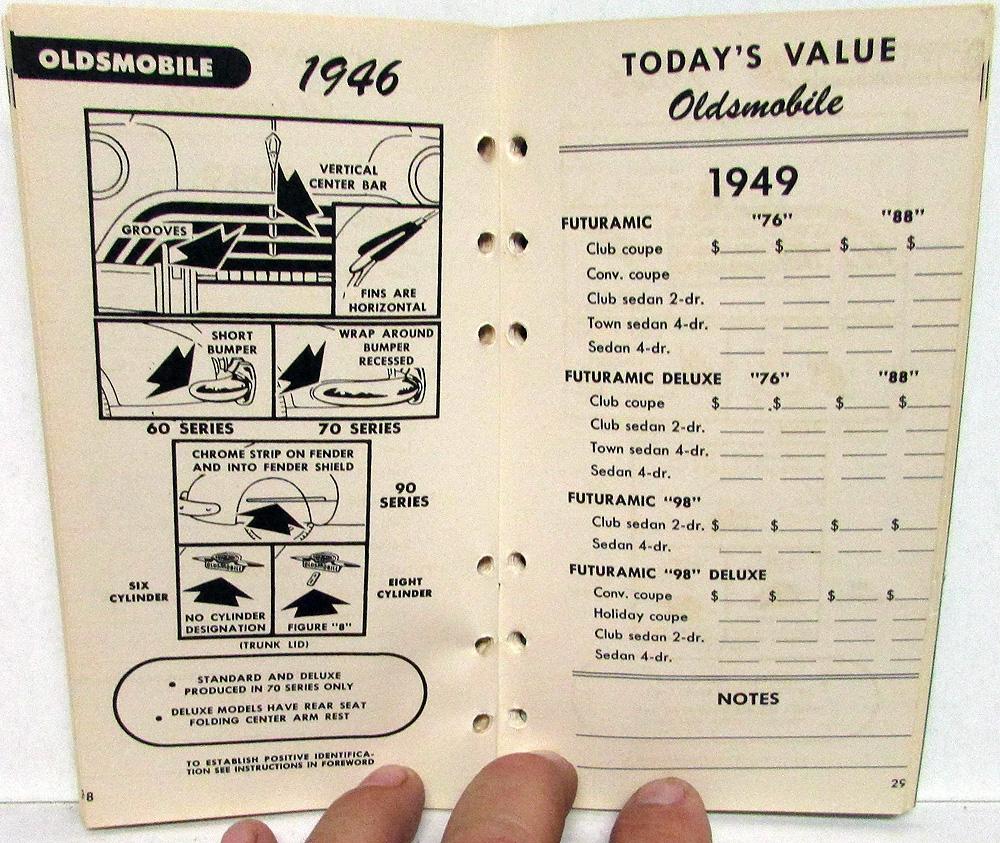 OLDSMOBILE
1946
VERTICAL
CENTER BAR
GROOVES
FINS ARE
HORIZONTAL
SHORT
BUMPER
WRAP AROUND
BUMPER
RECESSED
60 SERIES
70 SERIES
CHROME STRIP ON FENDER
AND INTO FENDER SHIELD
90
SERIES
SIX
CYLINDER
OLDSMOBILE
NO CYLINDER
DESIGNATION
OLDSMOBILE
FIGURE "8"
EIGHT
CYLINDER
(TRUNK LID)
• STANDARD AND DELUXE
PRODUCED IN 70 SERIES ONLY
• DELUXE MODELS HAVE REAR SEAT
FOLDING CENTER ARM REST
TO ESTABLISH POSITIVE IDENTIFICA-
TION SEE INSTRUCTIONS IN FOREWORD
8
TODAY'S VALUE
Oldsmobile
1949
FUTURAMIC "76" "88"
Club coupe $ $ $ $
Conv. coupe
Club sedan 2-dr.
Town sedan 4-dr.
Sedan 4-dr.
FUTURAMIC DELUXE "76" "88"
Club coupe $ $ $ $
Club sedan 2-dr.
Town sedan 4-dr.
Sedan 4-dr.
FUTURAMIC "98"
Club sedan 2-dr. $ $ $ $
Sedan 4-dr.
FUTURAMIC "98" DELUXE
Conv. coupe $ $ $ $
Holiday coupe
Club sedan 2-dr.
Sedan 4-dr.
NOTES
29